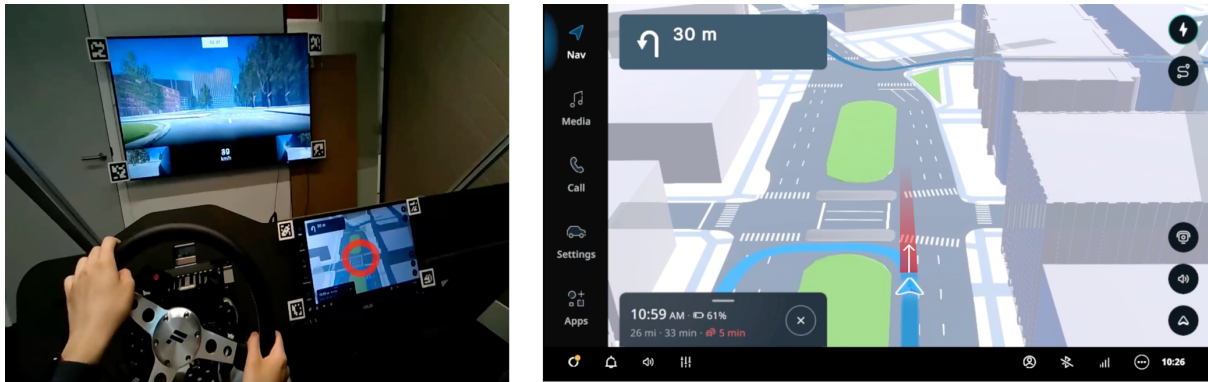 89
km/h
30 m
30 m
Nav
Media
Call
Settings
Apps
10:59 AM · 61%
26 mi · 33 min · 5 min
10:26